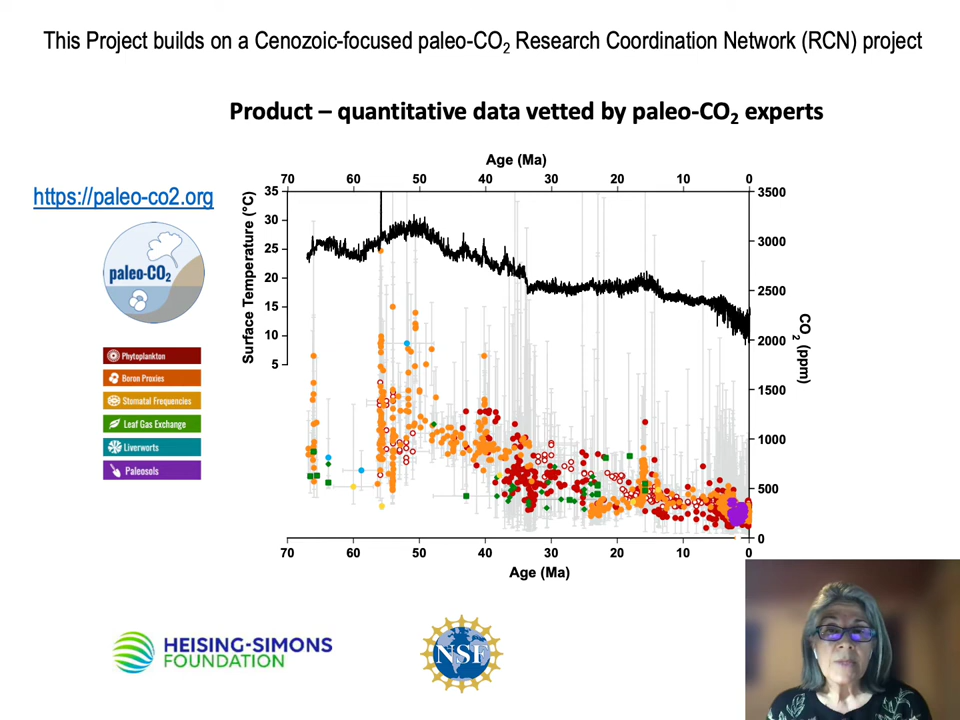 This Project builds on a Cenozoic-focused paleo-CO2 Research Coordination Network (RCN) project
Product – quantitative data vetted by paleo-CO2 experts
https://paleo-co2.org
paleo-CO2
Phytoplankton
Boron Proxies
Stomatal Frequencies
Leaf Gas Exchange
Liverworts
Paleosols
Age (Ma)
70 60 50 40 30 20 10 0
Surface Temperature (°C)
35
30
25
20
15
10
5
3500
3000
2500
2000
1500
1000
500
0
CO2 (ppm)
70 60 50 40 30 20 10 0
Age (Ma)
HEISING-SIMONS
FOUNDATION
NSF